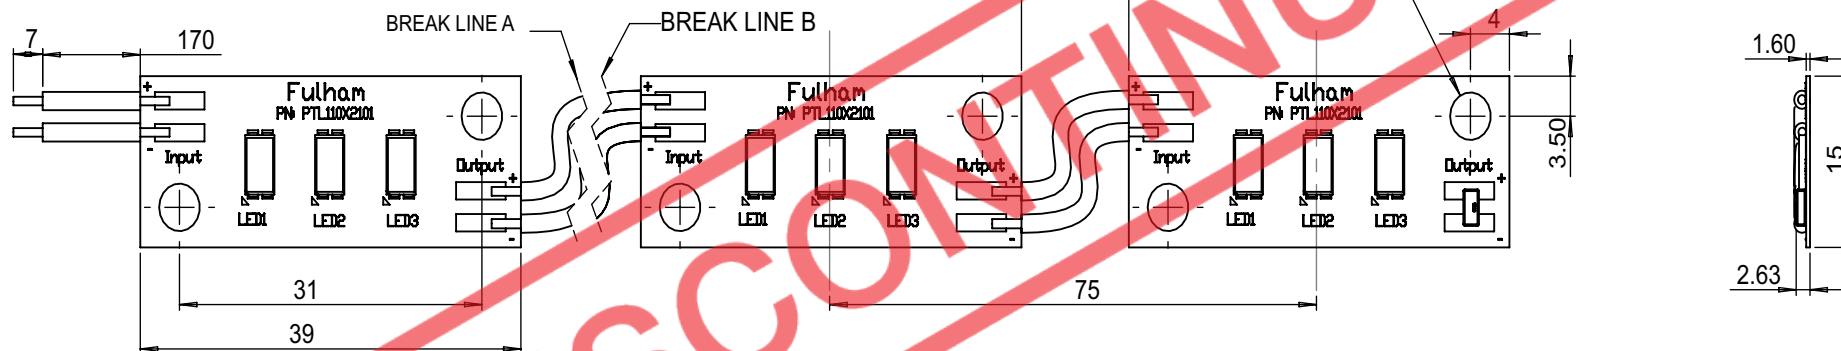 BREAK LINE A
BREAK LINE B
7
170
4
1.60
+
Fulham
PN: PTL110X2101
-
Input
Output
+
LED1
LED2
LED3
-
+
Fulham
PN: PTL110X2101
-
Input
Output
+
LED1
LED2
LED3
-
+
Fulham
PN: PTL110X2101
-
Input
Output
+
LED1
LED2
LED3
-
3.50
15
31
75
2.63
39
SCONTINU